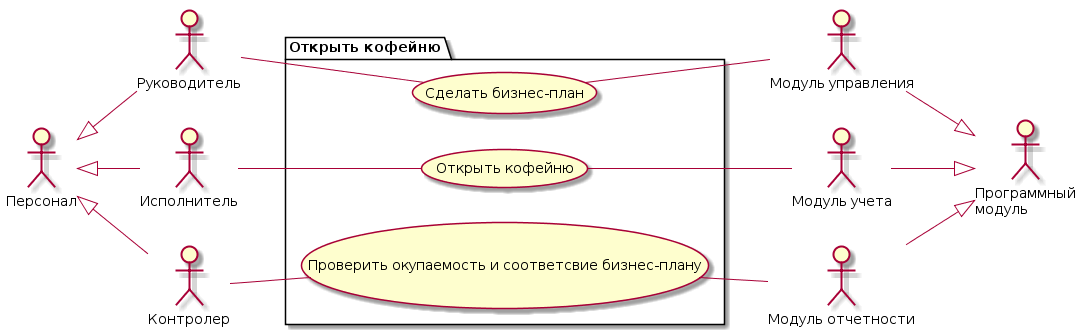 Открыть кофейню
Руководитель
Сделать бизнес-план
Модуль управления
Персонал
Исполнитель
Открыть кофейню
Модуль учета
Программный
модуль
Проверить окупаемость и соответсвие бизнес-плану
Контролер
Модуль отчетности